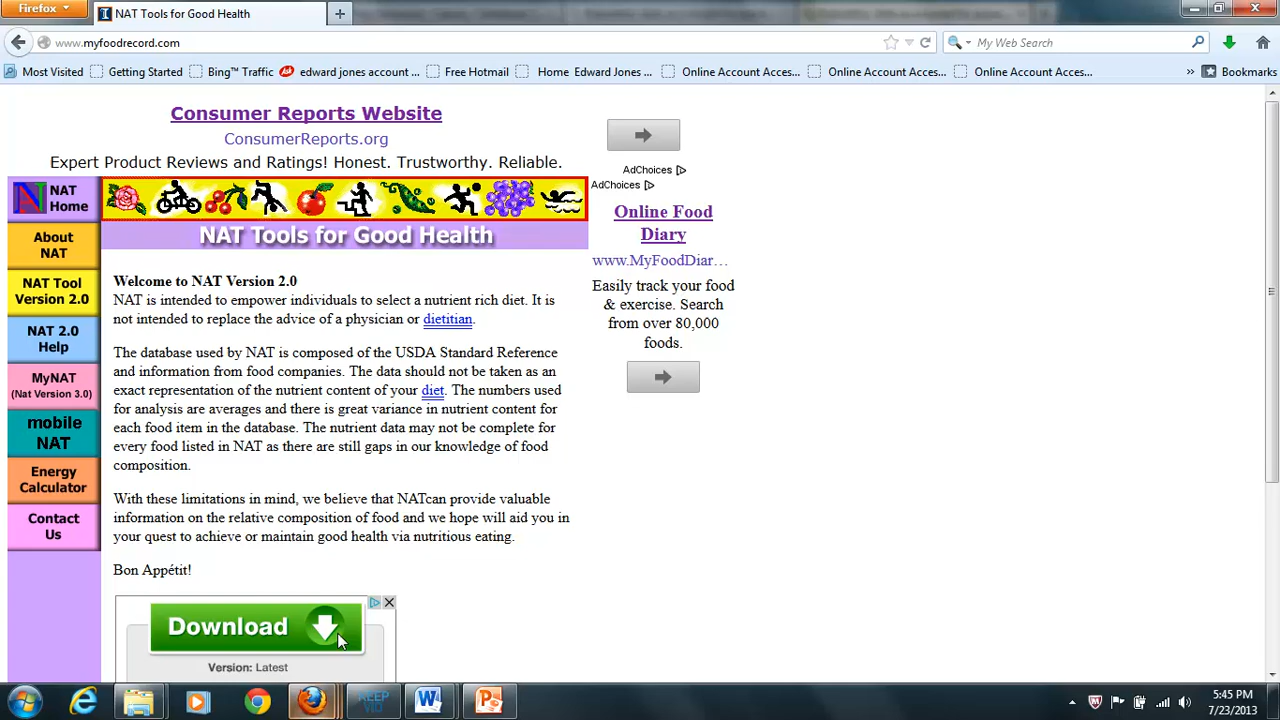 Firefox
NAT Tools for Good Health
www.myfoodrecord.com
My Web Search
Most Visited
Getting Started
Bing™ Traffic
edward jones account ...
Free Hotmail
Home Edward Jones ...
Online Account Acces...
Online Account Acces...
Online Account Acces...
»
Bookmarks
Consumer Reports Website
ConsumerReports.org
Expert Product Reviews and Ratings! Honest. Trustworthy. Reliable.
AdChoices
AdChoices
Online Food
Diary
www.MyFoodDiar...
Easily track your food
& exercise. Search
from over 80,000
foods.
NAT
Home
About
NAT
NAT Tool
Version 2.0
NAT 2.0
Help
MyNAT
(Nat Version 3.0)
mobile
NAT
Energy
Calculator
Contact
Us
NAT Tools for Good Health
Welcome to NAT Version 2.0
NAT is intended to empower individuals to select a nutrient rich diet. It is
not intended to replace the advice of a physician or dietitian.
The database used by NAT is composed of the USDA Standard Reference
and information from food companies. The data should not be taken as an
exact representation of the nutrient content of your diet. The numbers used
for analysis are averages and there is great variance in nutrient content for
each food item in the database. The nutrient data may not be complete for
every food listed in NAT as there are still gaps in our knowledge of food
composition.
With these limitations in mind, we believe that NATcan provide valuable
information on the relative composition of food and we hope will aid you in
your quest to achieve or maintain good health via nutritious eating.
Bon Appétit!
Download
Version: Latest
KEEP
VID
5:45 PM
7/23/2013